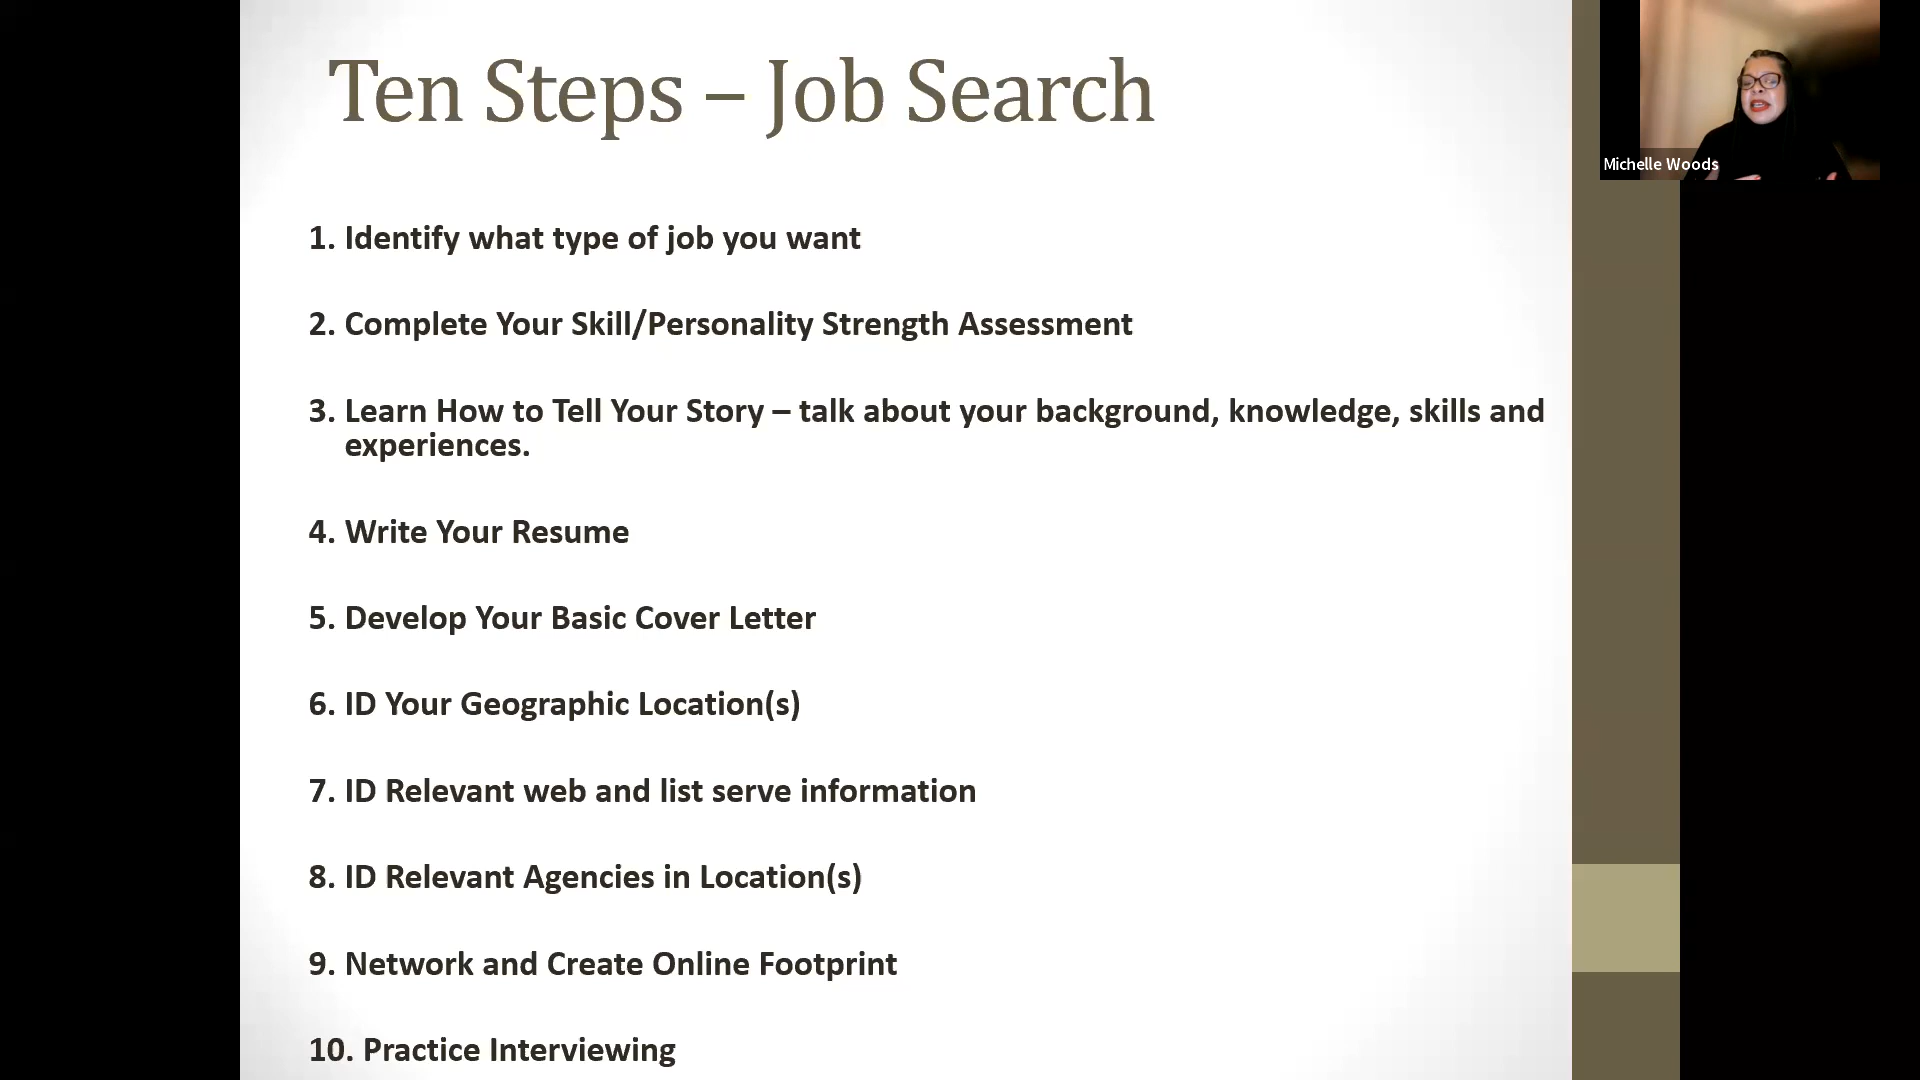 Ten Steps – Job Search
Michelle Woods
1. Identify what type of job you want
2. Complete Your Skill/Personality Strength Assessment
3. Learn How to Tell Your Story – talk about your background, knowledge, skills and
experiences.
4. Write Your Resume
5. Develop Your Basic Cover Letter
6. ID Your Geographic Location(s)
7. ID Relevant web and list serve information
8. ID Relevant Agencies in Location(s)
9. Network and Create Online Footprint
10. Practice Interviewing